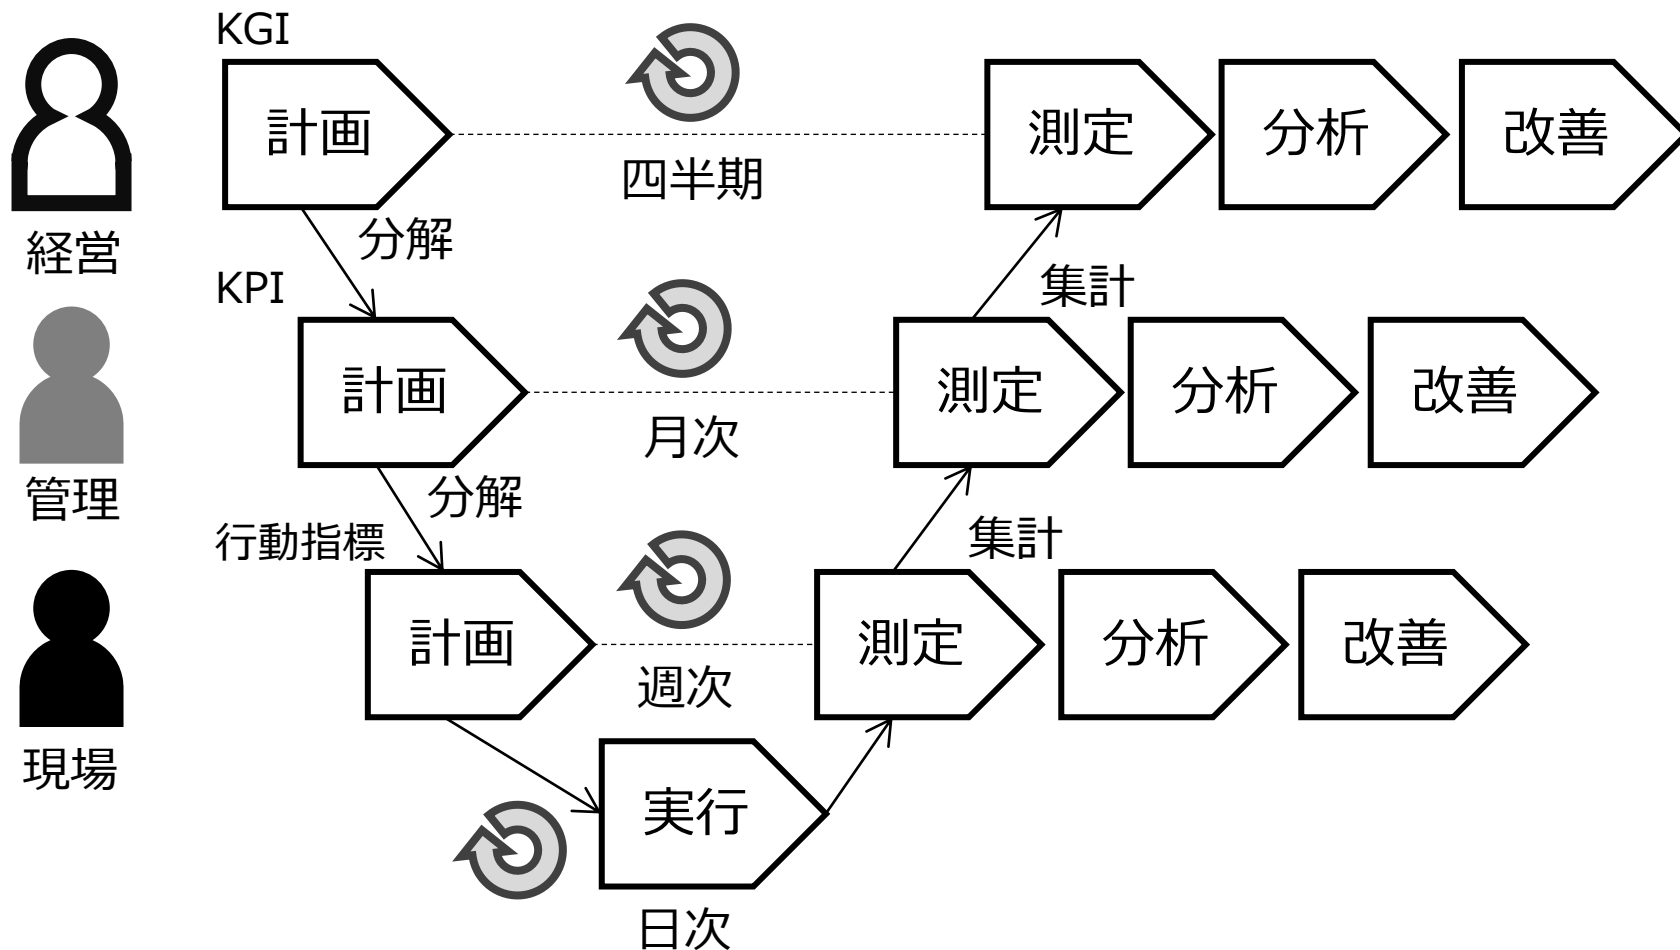 KGI
計画
四半期
測定
分析
改善
経営
分解
集計
KPI
計画
月次
測定
分析
改善
管理
分解
集計
行動指標
計画
週次
測定
分析
改善
現場
実行
日次